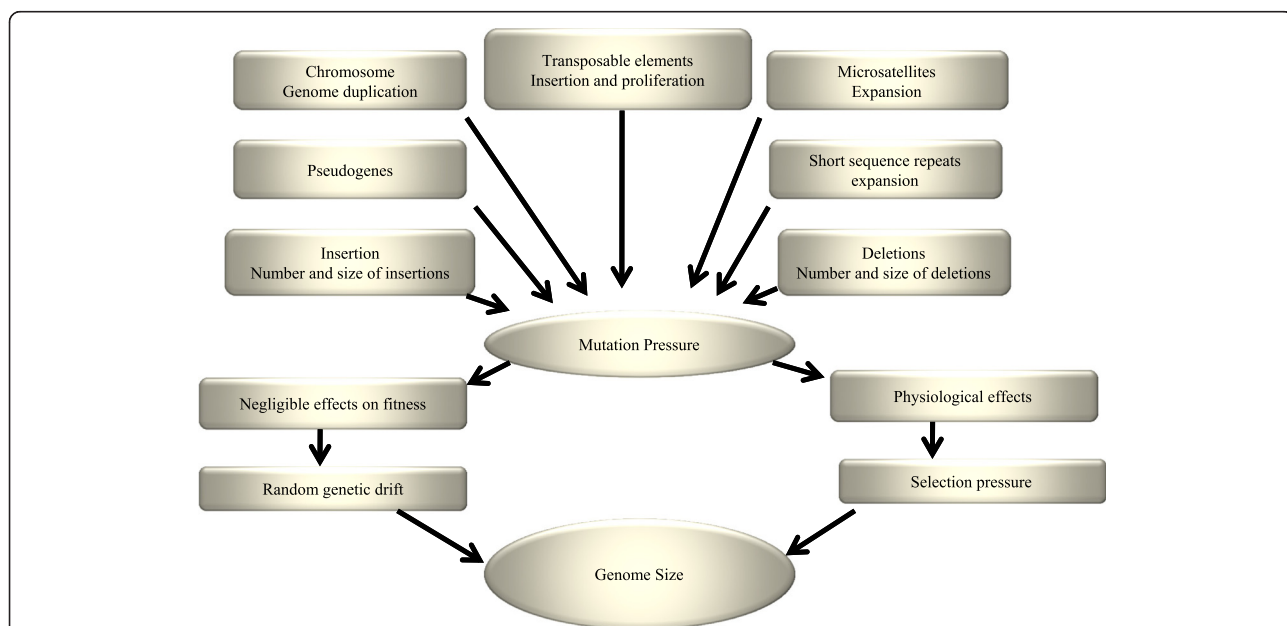 Chromosome
Genome duplication
Transposable elements
Insertion and proliferation
Microsatellites
Expansion
Pseudogenes
Short sequence repeats
expansion
Insertion
Number and size of insertions
Deletions
Number and size of deletions
Mutation Pressure
Negligible effects on fitness
Physiological effects
Random genetic drift
Selection pressure
Genome Size